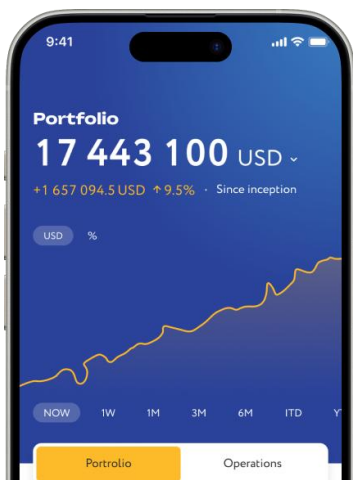 9:41
Portfolio
17 443 100 USD
+1 657 094.5 USD ↑9.5% · Since inception
USD %
NOW 1W 1M 3M 6M ITD Y
Portrolio Operations